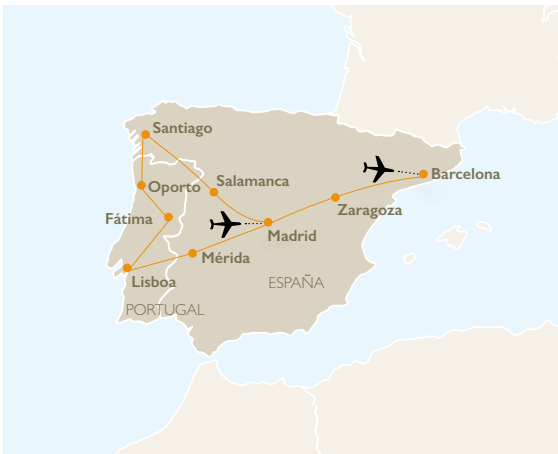 Santiago
Salamanca
Barcelona
Oporto
Zaragoza
Fátima
Madrid
Mérida
Lisboa
ESPAÑA
PORTUGAL